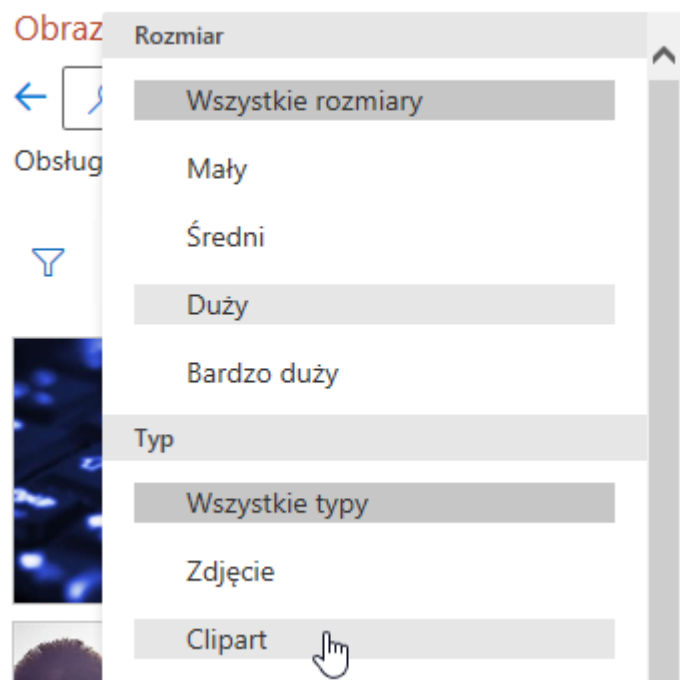 Obraz
Rozmiar
Wszystkie rozmiary
Obsług
Mały
Średni
Duży
Bardzo duży
Typ
Wszystkie typy
Zdjęcie
Clipart